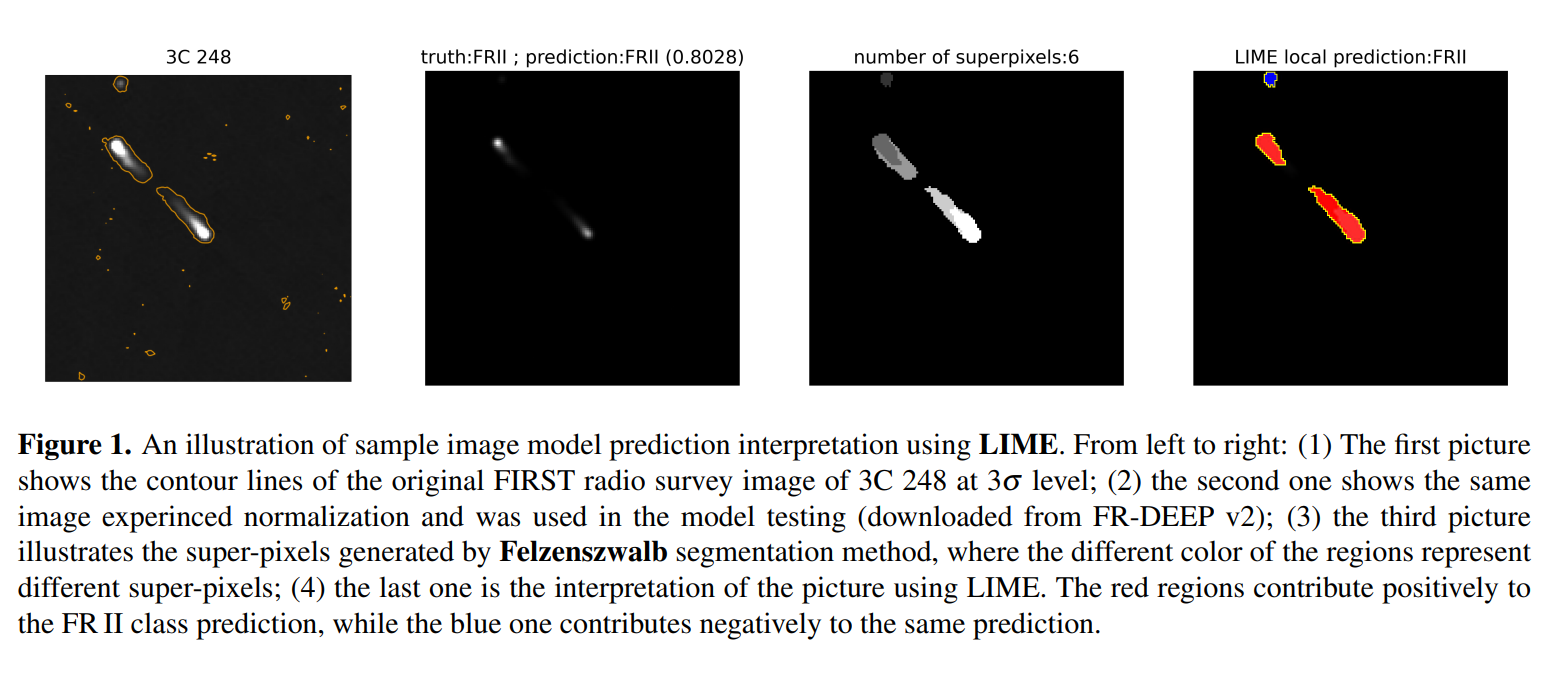 3C 248
truth:FRII ; prediction:FRII (0.8028)
number of superpixels:6
LIME local prediction:FRII
Figure 1. An illustration of sample image model prediction interpretation using LIME. From left to right: (1) The first picture
shows the contour lines of the original FIRST radio survey image of 3C 248 at 3σ level; (2) the second one shows the same
image experinced normalization and was used in the model testing (downloaded from FR-DEEP v2); (3) the third picture
illustrates the super-pixels generated by Felzenszwalb segmentation method, where the different color of the regions represent
different super-pixels; (4) the last one is the interpretation of the picture using LIME. The red regions contribute positively to
the FR II class prediction, while the blue one contributes negatively to the same prediction.